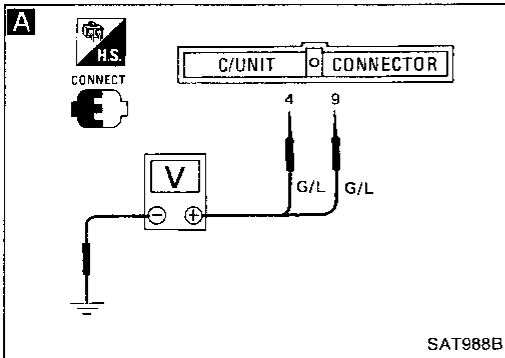 A
H.S.
CONNECT
C/UNIT CONNECTOR
4 9
G/L G/L
V
− +
SAT988B